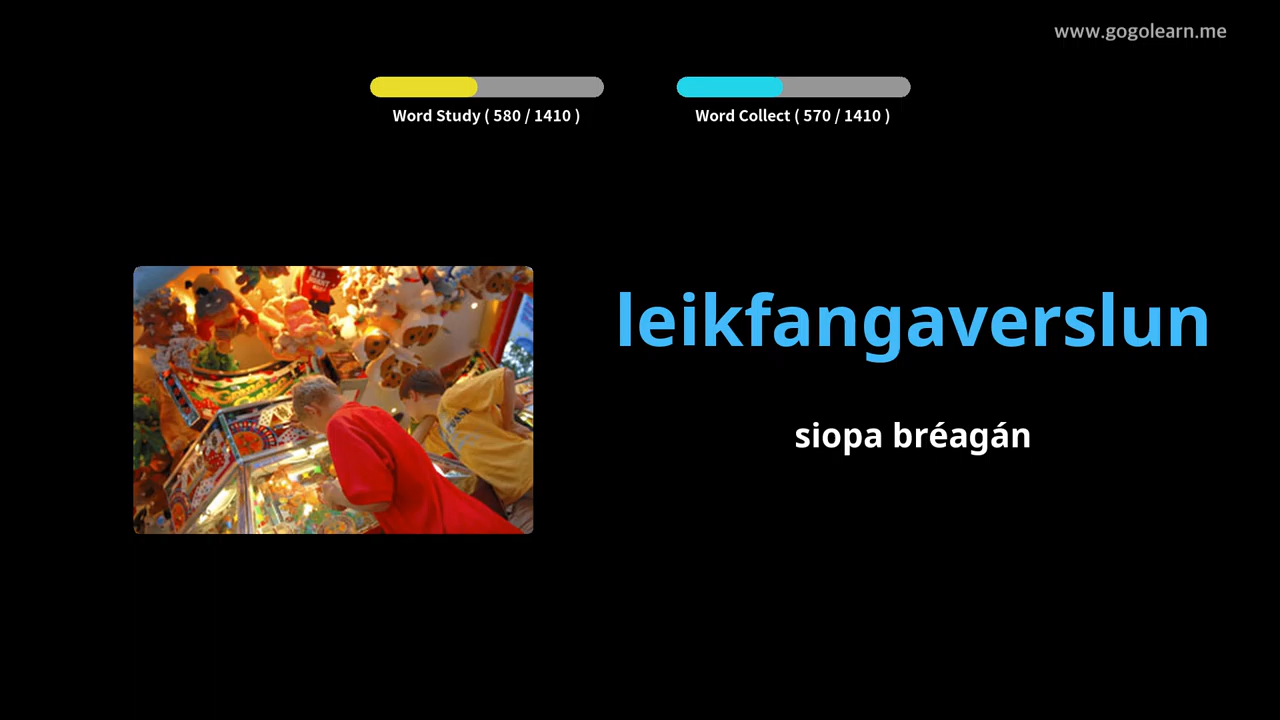 www.gogolearn.me
Word Study ( 580 / 1410 )
Word Collect ( 570 / 1410 )
leikfangaverslun
siopa bréagán